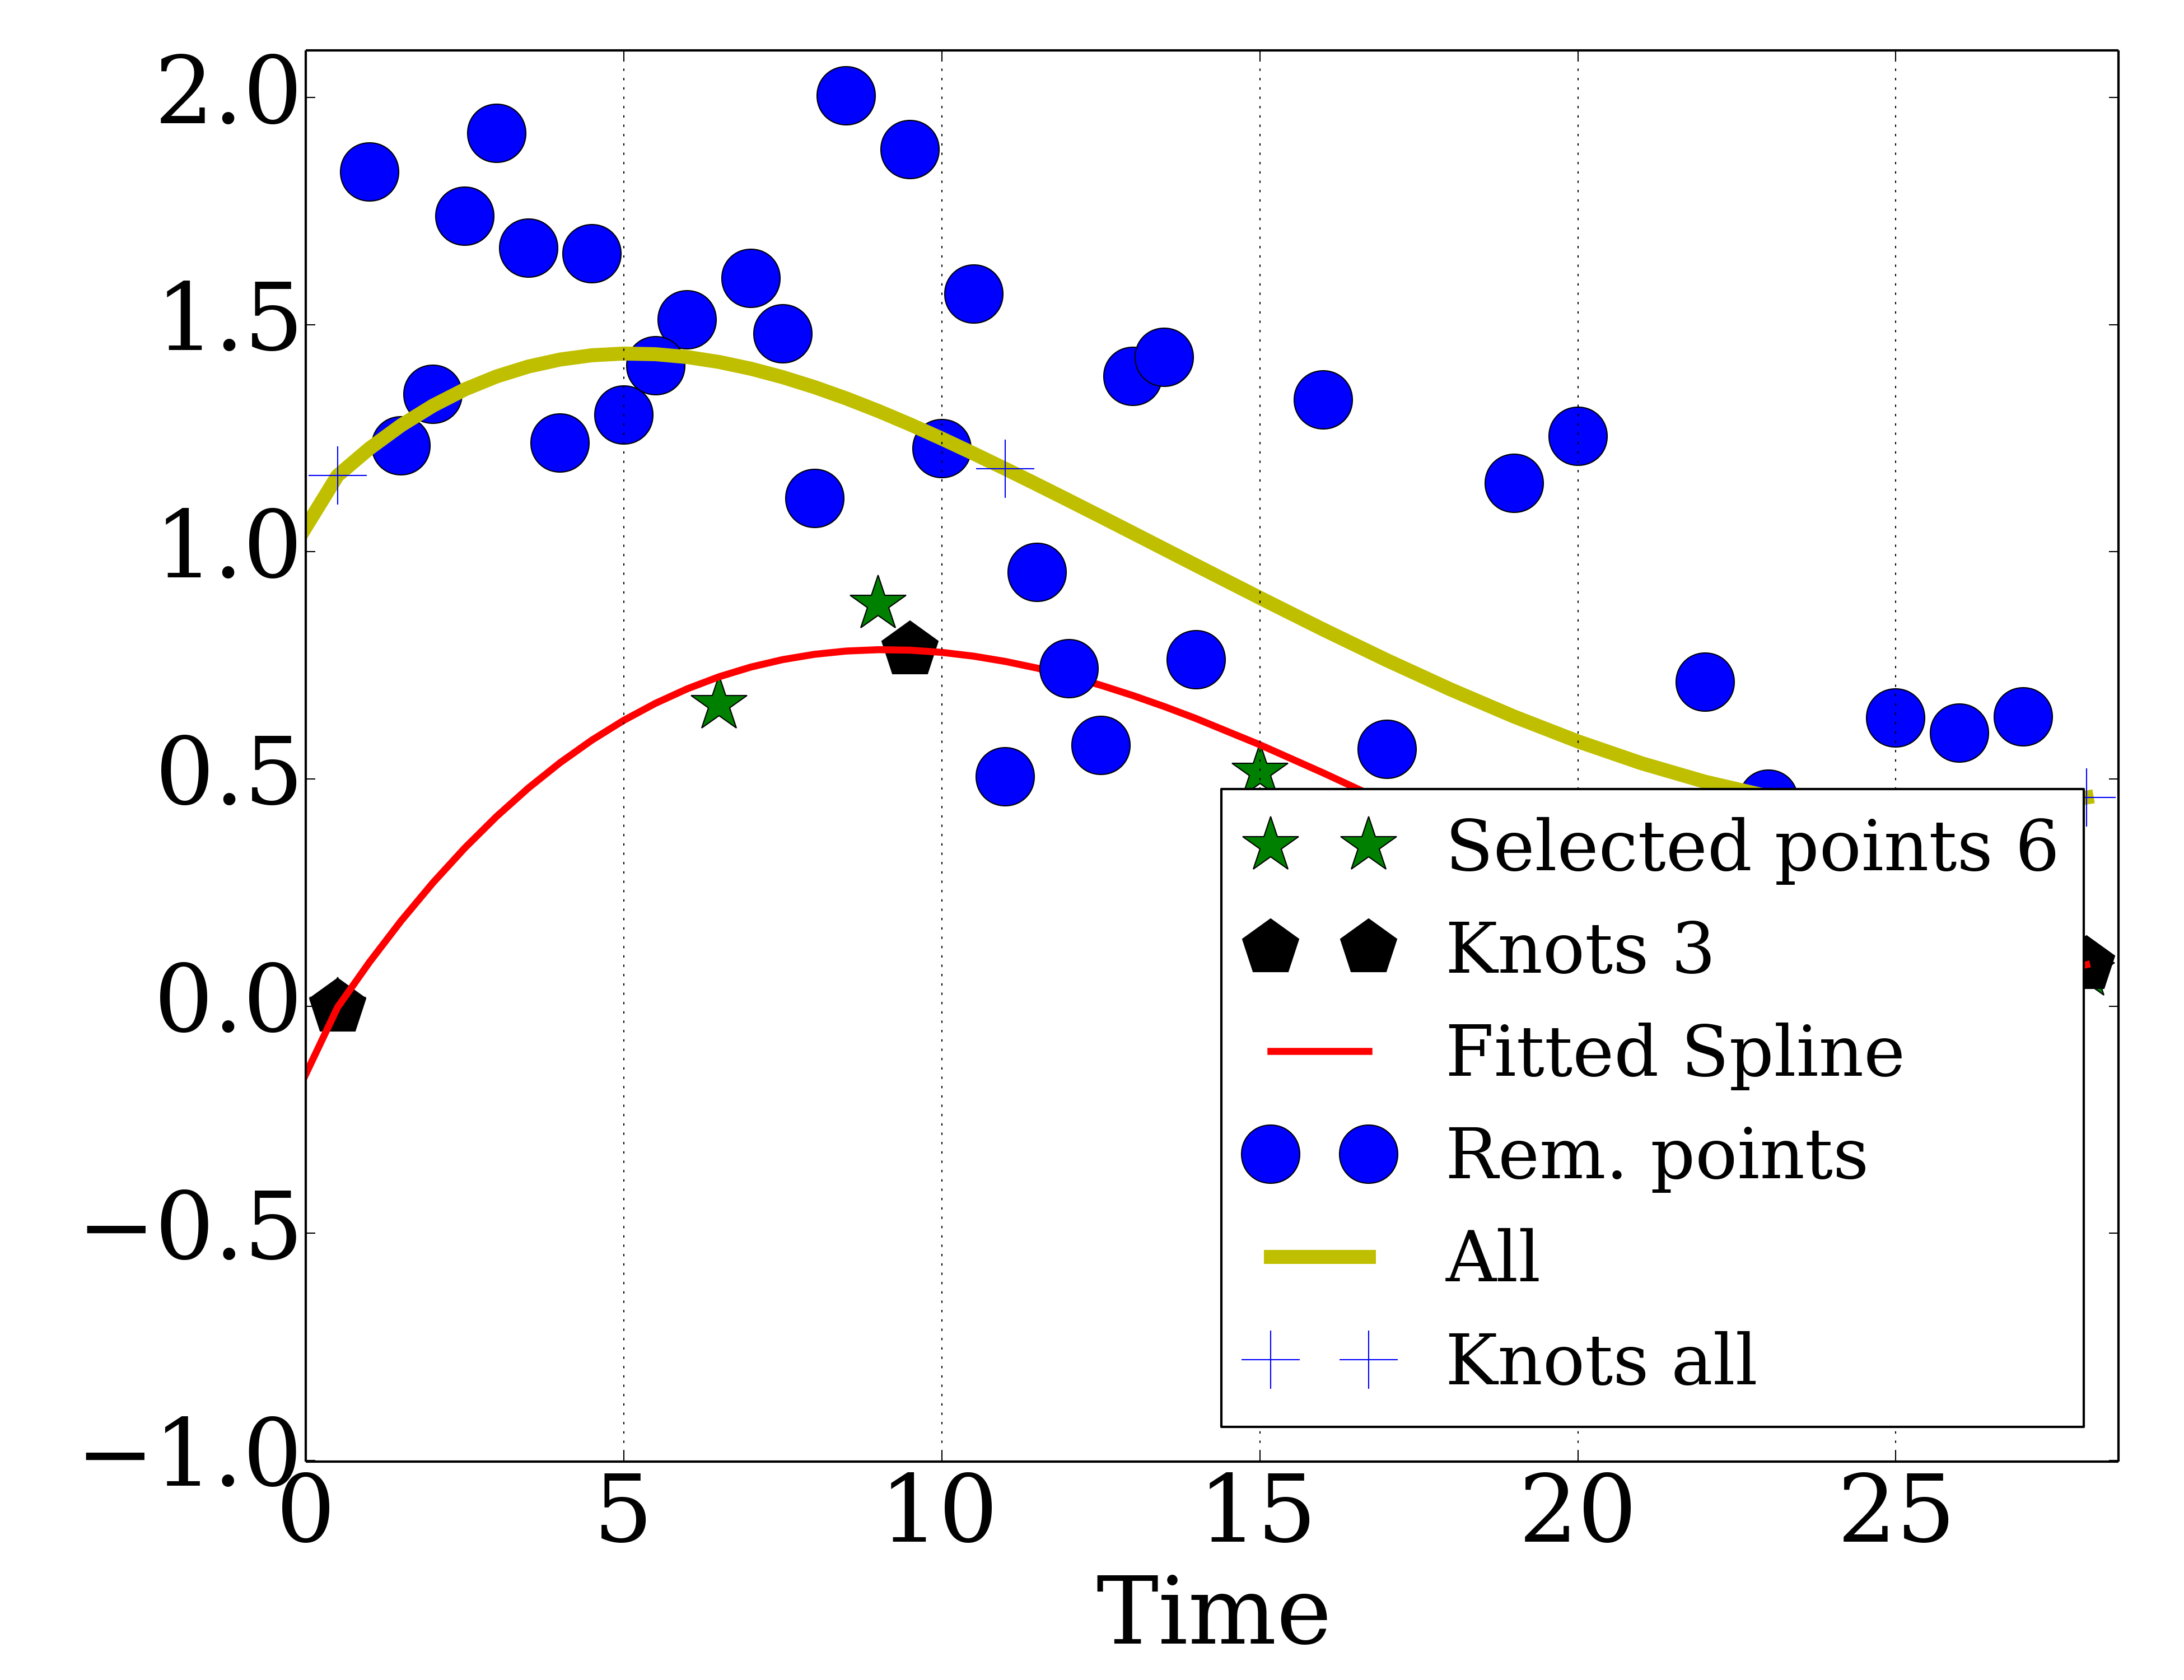 2.0
1.5
1.0
0.5
0.0
−0.5
−1.0
Selected points 6
Knots 3
Fitted Spline
Rem. points
All
Knots all
0 5 10 15 20 25
Time